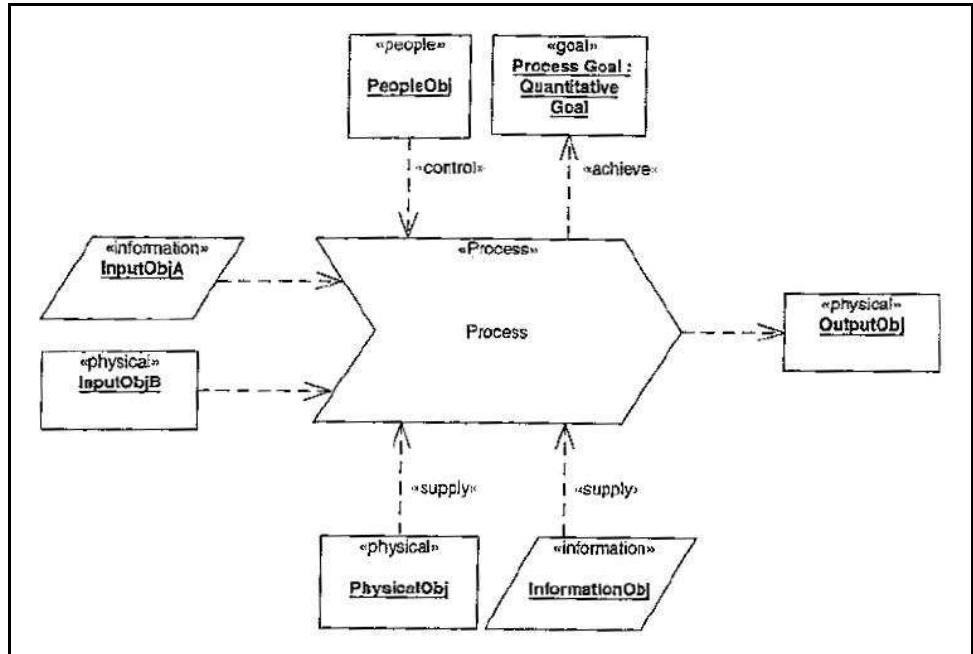 «people»
PeopleObj
«goal»
Process Goal :
Quantitative
Goal
«control»
«achieve»
«information»
InputObjA
«Process»
Process
«physical»
OutputObj
«physical»
InputObjB
«supply»
«supply»
«physical»
PhysicalObj
«information»
InformationObj